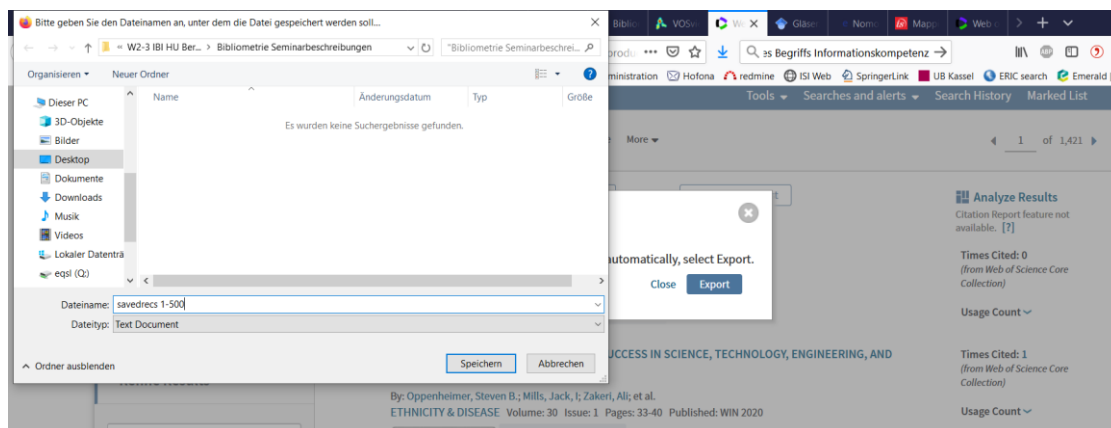 Bitte geben Sie den Dateinamen an, unter dem die Datei gespeichert werden soll...
Biblio VOSv Gläser Nomo Mapp Web o
« W2-3 IBI HU Ber... > Bibliometrie Seminarbeschreibungen "Bibliometrie Seminarbeschrei...
produ es Begriffs Informationskompetenz
Organisieren Neuer Ordner
ministration Hofona redmine ISI Web SpringerLink UB Kassel ERIC search Emerald
Dieser PC
Name Änderungsdatum Typ Größe
Tools Searches and alerts Search History Marked List
3D-Objekte
Es wurden keine Suchergebnisse gefunden.
Bilder
More
1 of 1,421
Desktop
Dokumente
Downloads
Musik
Videos
Lokaler Datenträ
eqsl (Q:)
Analyze Results
Citation Report feature not
available. [?]
automatically, select Export.
Close Export
Times Cited: 0
(from Web of Science Core
Collection)
Usage Count
Dateiname: savedrecs 1-500
Dateityp: Text Document
Ordner ausblenden
Speichern Abbrechen
UCCESS IN SCIENCE, TECHNOLOGY, ENGINEERING, AND
By: Oppenheimer, Steven B.; Mills, Jack, I; Zakeri, Ali; et al.
ETHNICITY & DISEASE Volume: 30 Issue: 1 Pages: 33-40 Published: WIN 2020
Times Cited: 1
(from Web of Science Core
Collection)
Usage Count